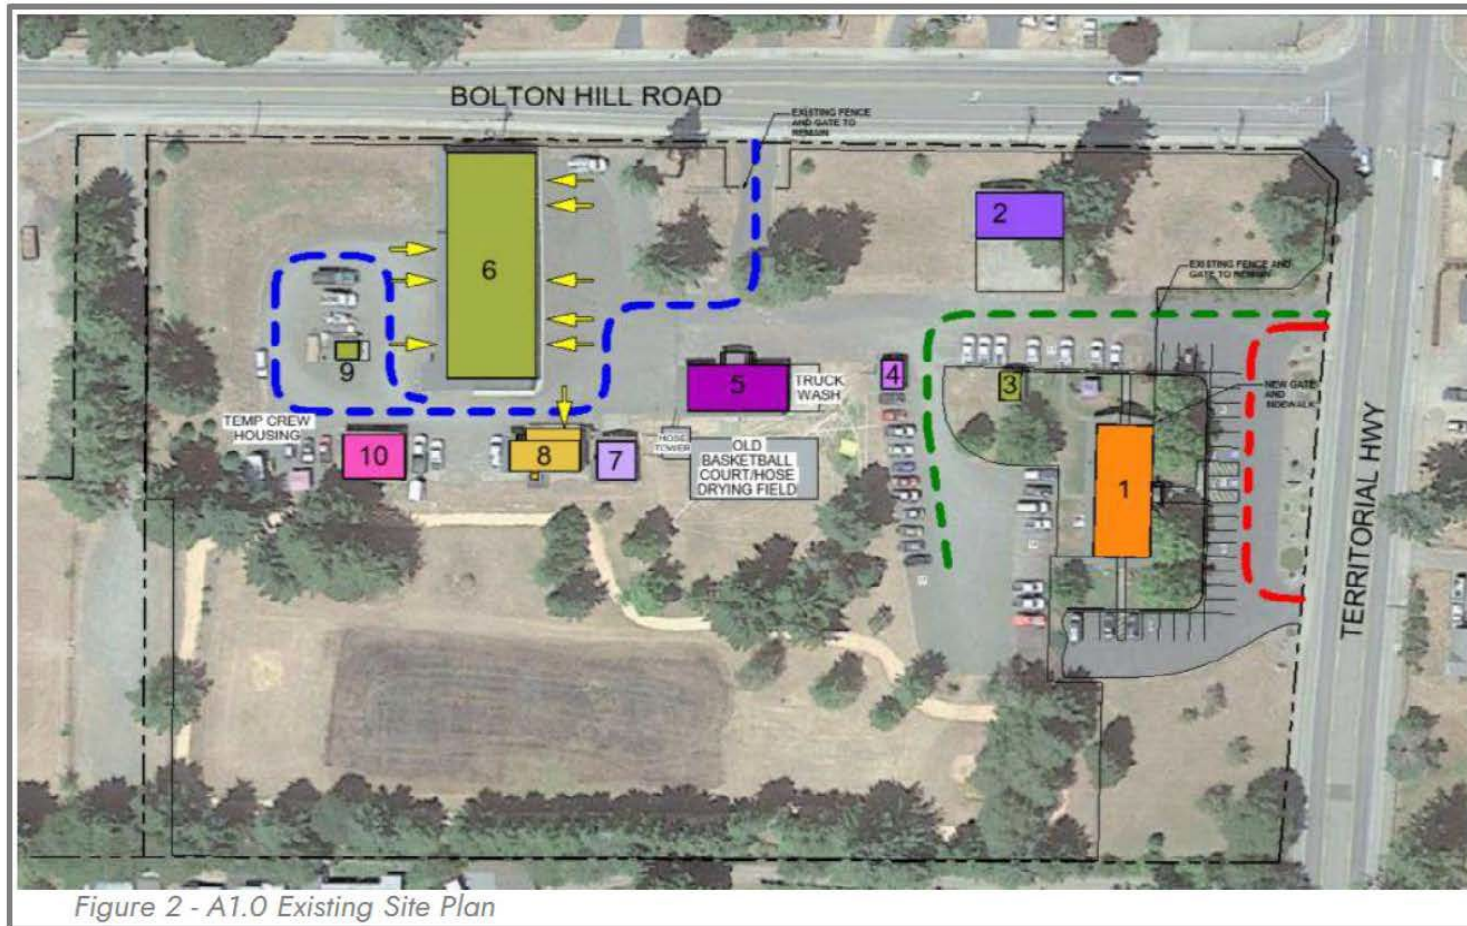 BOLTON HILL ROAD
EXISTING FENCE
AND GATE TO
REMAIN
2
EXISTING FENCE AND
GATE TO REMAIN
6
9
5
TRUCK
WASH
4
3
NEW GATE
AND
SIDEWALK
TEMP CREW
HOUSING
10
8
7
HOSE
TOWER
OLD
BASKETBALL
COURT/HOSE
DRYING FIELD
1
TERRITORIAL HWY
Figure 2 - A1.0 Existing Site Plan